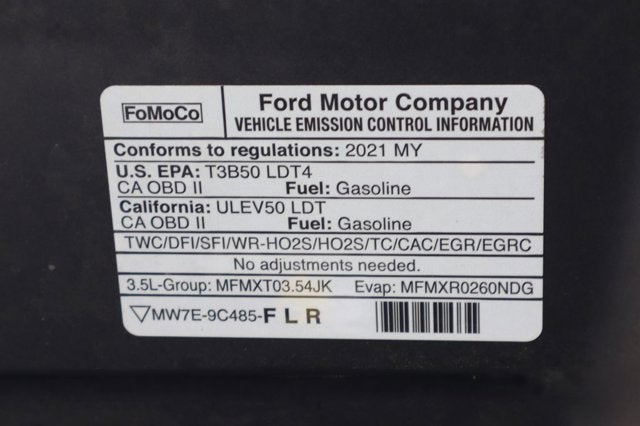 FoMoCo
Ford Motor Company
VEHICLE EMISSION CONTROL INFORMATION
Conforms to regulations: 2021 MY
U.S. EPA: T3B50 LDT4
CA OBD II Fuel: Gasoline
California: ULEV50 LDT
CA OBD II Fuel: Gasoline
TWC/DFI/SFI/WR-HO2S/HO2S/TC/CAC/EGR/EGRC
No adjustments needed.
3.5L-Group: MFMXT03.54JK Evap: MFMXR0260NDG
MW7E-9C485-F L R